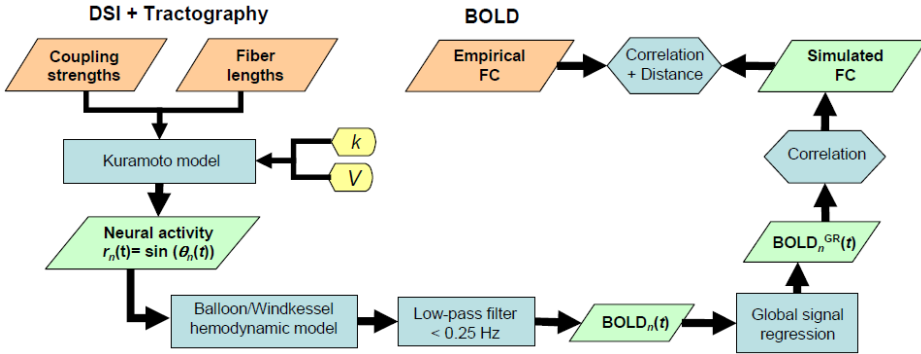 DSI + Tractography
BOLD
Coupling
strengths
Fiber
lengths
Empirical
FC
Correlation
+ Distance
Simulated
FC
Kuramoto model
k
V
Correlation
Neural activity
rₙ(t)= sin (θₙ(t))
BOLDₙᴳᴿ(t)
Balloon/Windkessel
hemodynamic model
Low-pass filter
< 0.25 Hz
BOLDₙ(t)
Global signal
regression